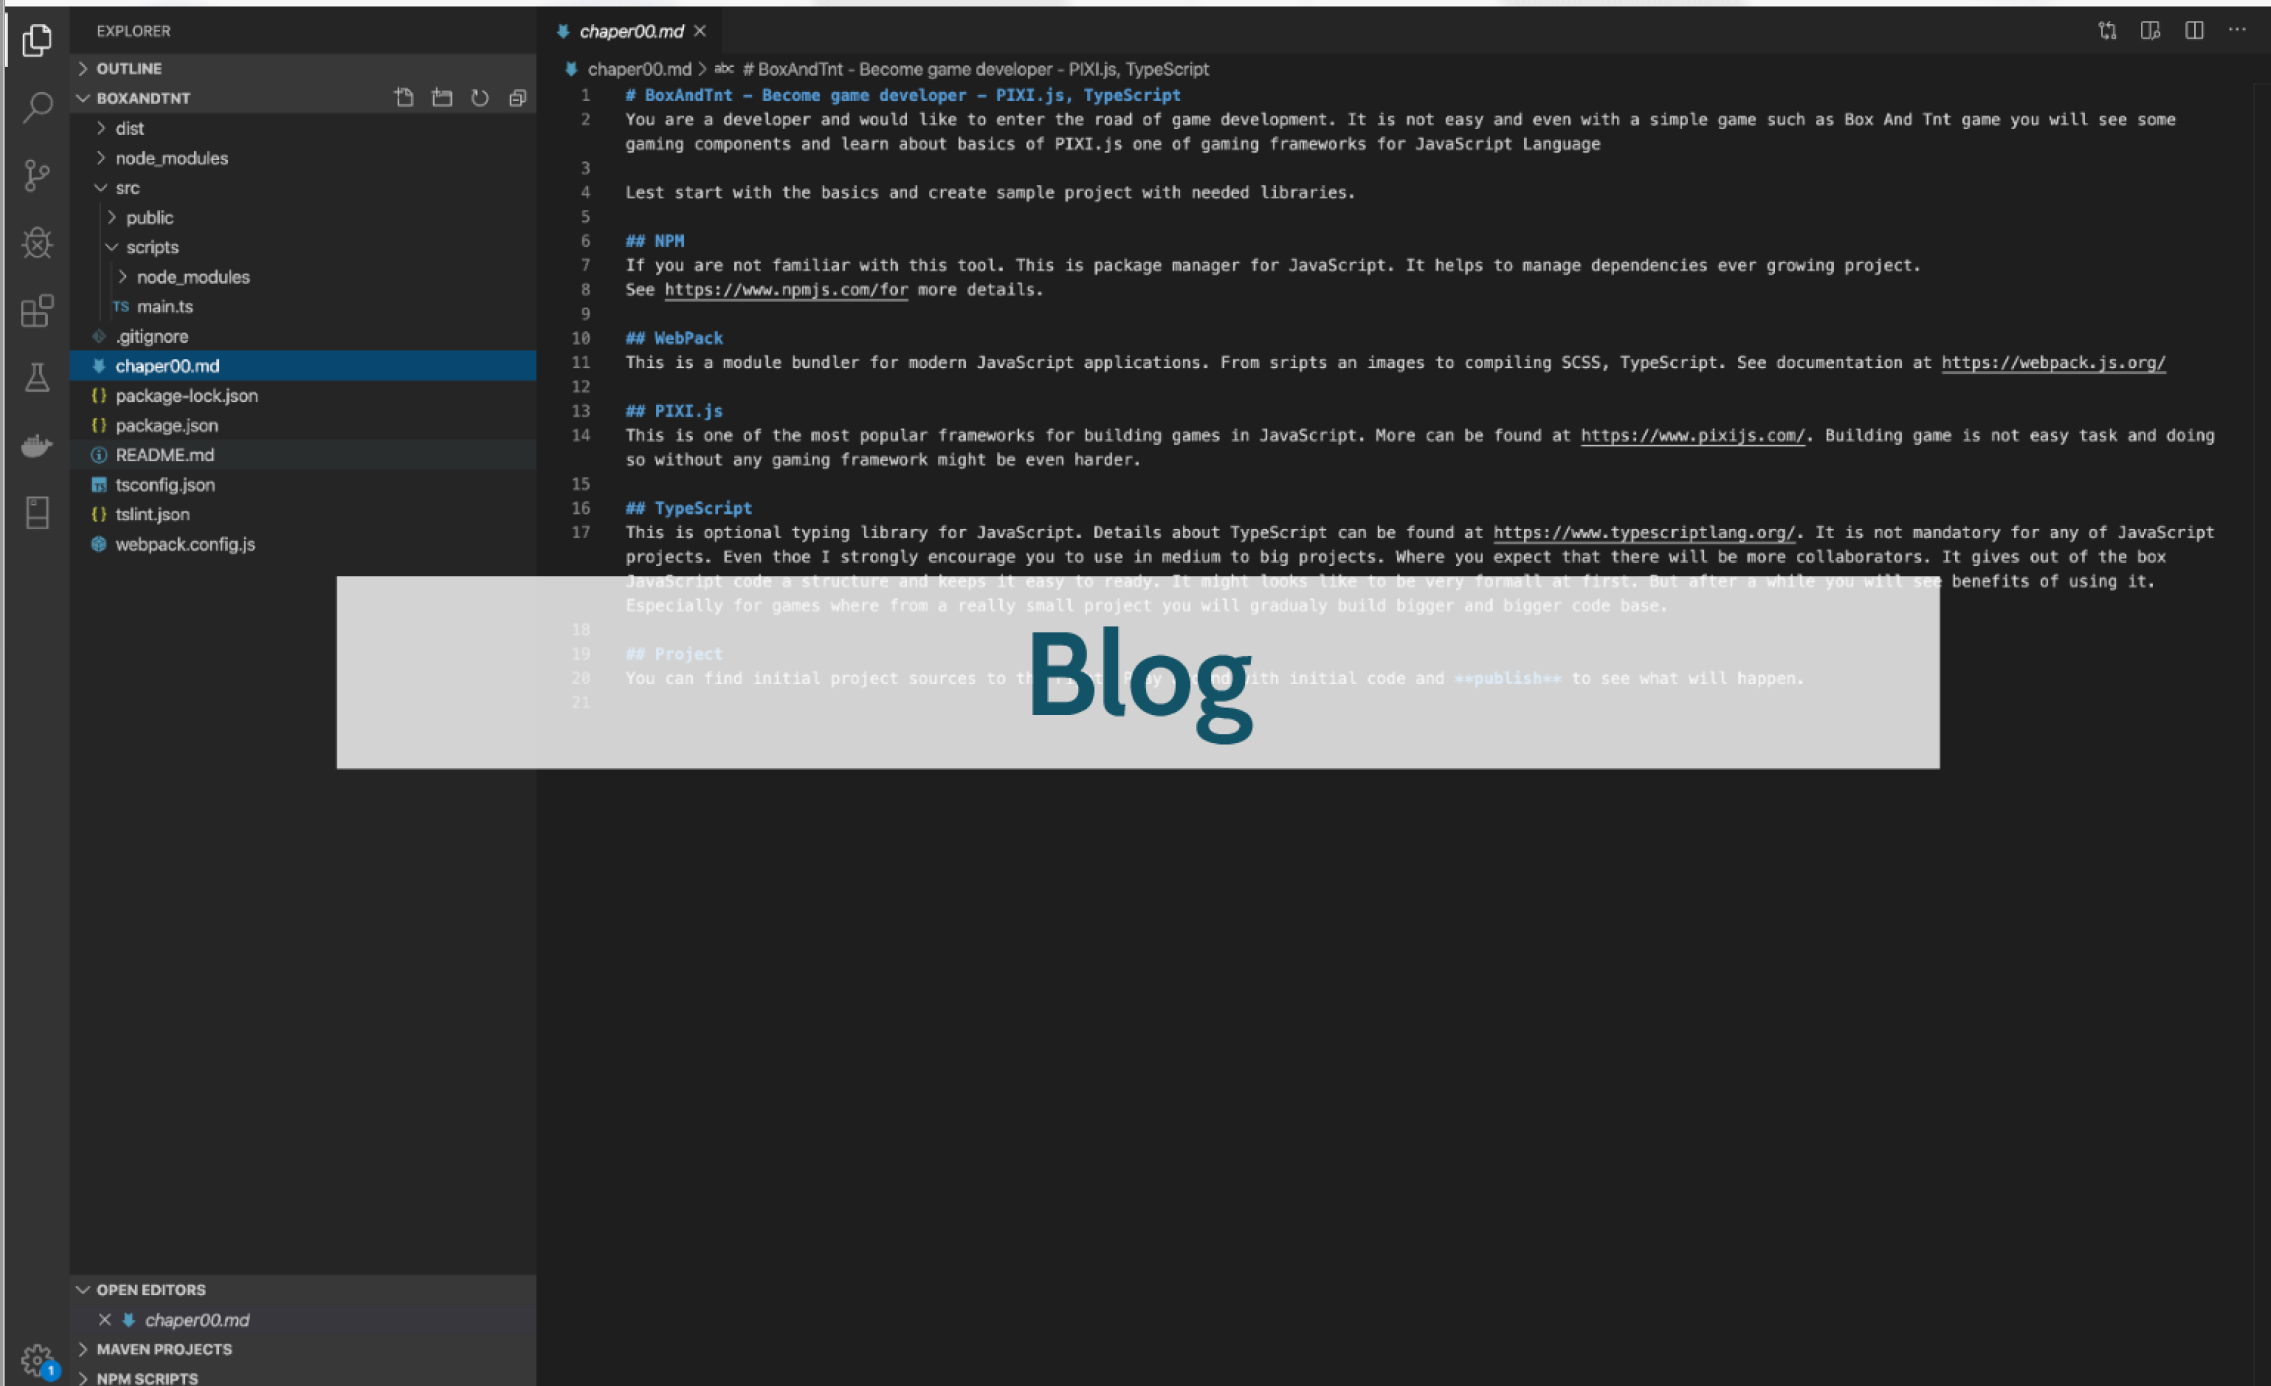 EXPLORER
OUTLINE
BOXANDTNT
dist
node_modules
src
public
scripts
node_modules
TS main.ts
.gitignore
chaper00.md
{} package-lock.json
{} package.json
README.md
TS tsconfig.json
{} tslint.json
webpack.config.js
OPEN EDITORS
chaper00.md
MAVEN PROJECTS
NPM SCRIPTS
1
chaper00.md
chaper00.md > abc # BoxAndTnt - Become game developer - PIXI.js, TypeScript
1 # BoxAndTnt – Become game developer – PIXI.js, TypeScript
2 You are a developer and would like to enter the road of game development. It is not easy and even with a simple game such as Box And Tnt game you will see some
gaming components and learn about basics of PIXI.js one of gaming frameworks for JavaScript Language
3
4 Lest start with the basics and create sample project with needed libraries.
5
6 ## NPM
7 If you are not familiar with this tool. This is package manager for JavaScript. It helps to manage dependencies ever growing project.
8 See https://www.npmjs.com/for more details.
9
10 ## WebPack
11 This is a module bundler for modern JavaScript applications. From sripts an images to compiling SCSS, TypeScript. See documentation at https://webpack.js.org/
12
13 ## PIXI.js
14 This is one of the most popular frameworks for building games in JavaScript. More can be found at https://www.pixijs.com/. Building game is not easy task and doing
so without any gaming framework might be even harder.
15
16 ## TypeScript
17 This is optional typing library for JavaScript. Details about TypeScript can be found at https://www.typescriptlang.org/. It is not mandatory for any of JavaScript
projects. Even thoe I strongly encourage you to use in medium to big projects. Where you expect that there will be more collaborators. It gives out of the box
JavaScript code a structure and keeps it easy to ready. It might looks like to be very formall at first. But after a while you will see benefits of using it.
Especially for games where from a really small project you will gradualy build bigger and bigger code base.
18
19 ## Project
20 You can find initial project sources to with initial code and **publish** to see what will happen.
21
Blog